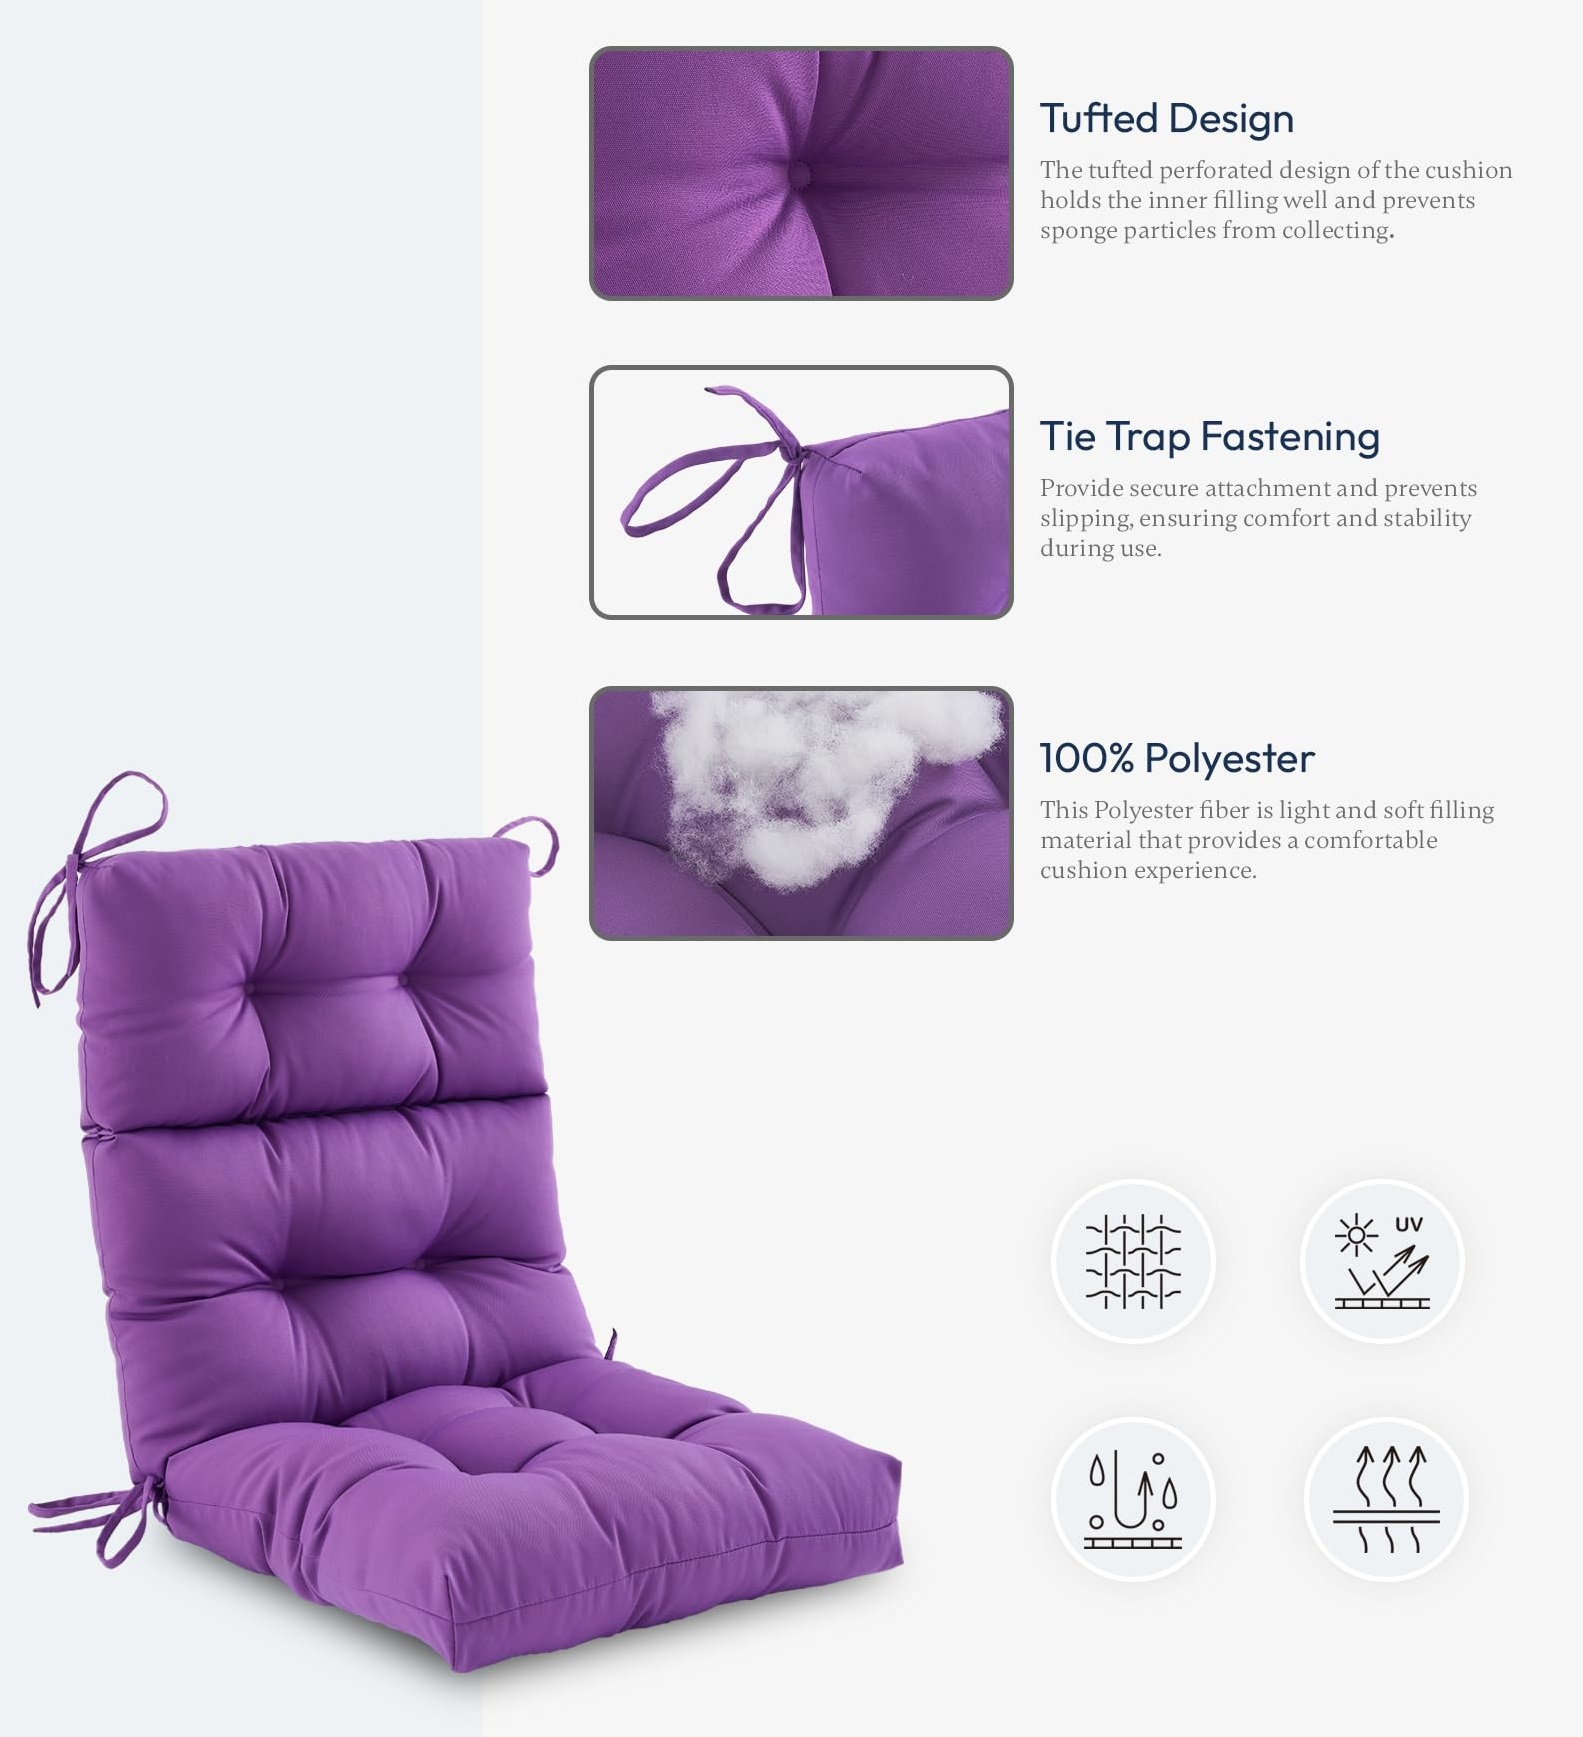 Tufted Design
The tufted perforated design of the cushion
holds the inner filling well and prevents
sponge particles from collecting.
Tie Trap Fastening
Provide secure attachment and prevents
slipping, ensuring comfort and stability
during use.
100% Polyester
This Polyester fiber is light and soft filling
material that provides a comfortable
cushion experience.
UV